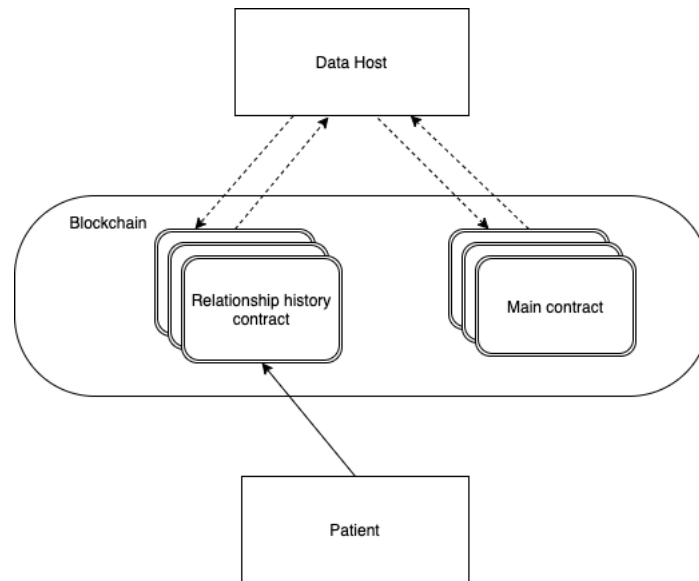 Data Host
Blockchain
Relationship history
contract
Main contract
Patient